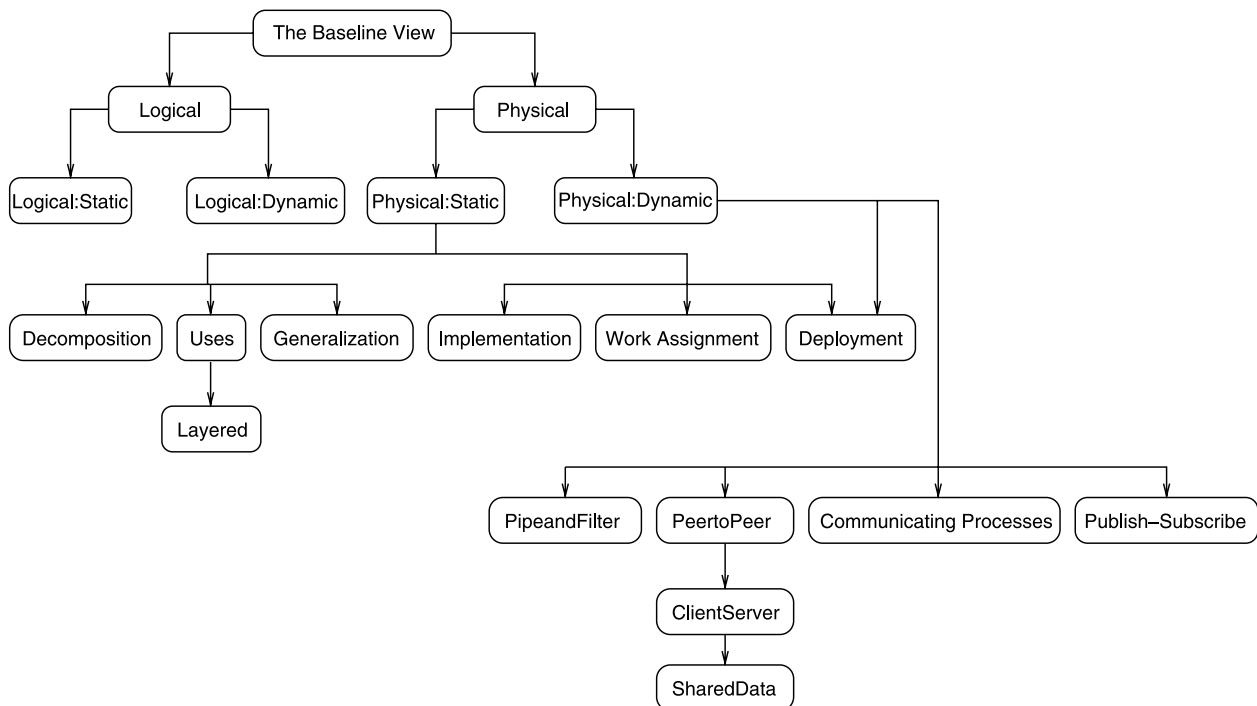 The Baseline View
Logical
Physical
Logical:Static
Logical:Dynamic
Physical:Static
Physical:Dynamic
Decomposition
Uses
Generalization
Implementation
Work Assignment
Deployment
Layered
PipeandFilter
PeertoPeer
Communicating Processes
Publish–Subscribe
ClientServer
SharedData